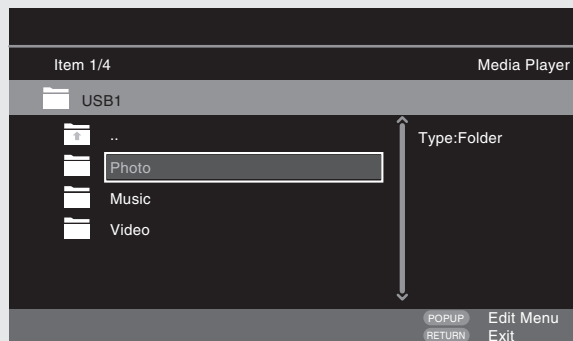 Item 1/4 Media Player
USB1
.. Type:Folder
Photo
Music
Video
POPUP Edit Menu
RETURN Exit